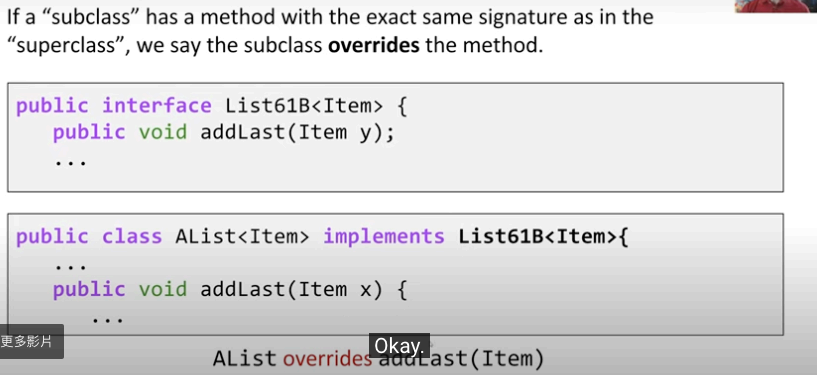 If a “subclass” has a method with the exact same signature as in the
“superclass”, we say the subclass overrides the method.
public interface List61B<Item> {
public void addLast(Item y);
...
public class AList<Item> implements List61B<Item>{
...
public void addLast(Item x) {
...
更多影片
Okay.
AList overrides addLast(Item)